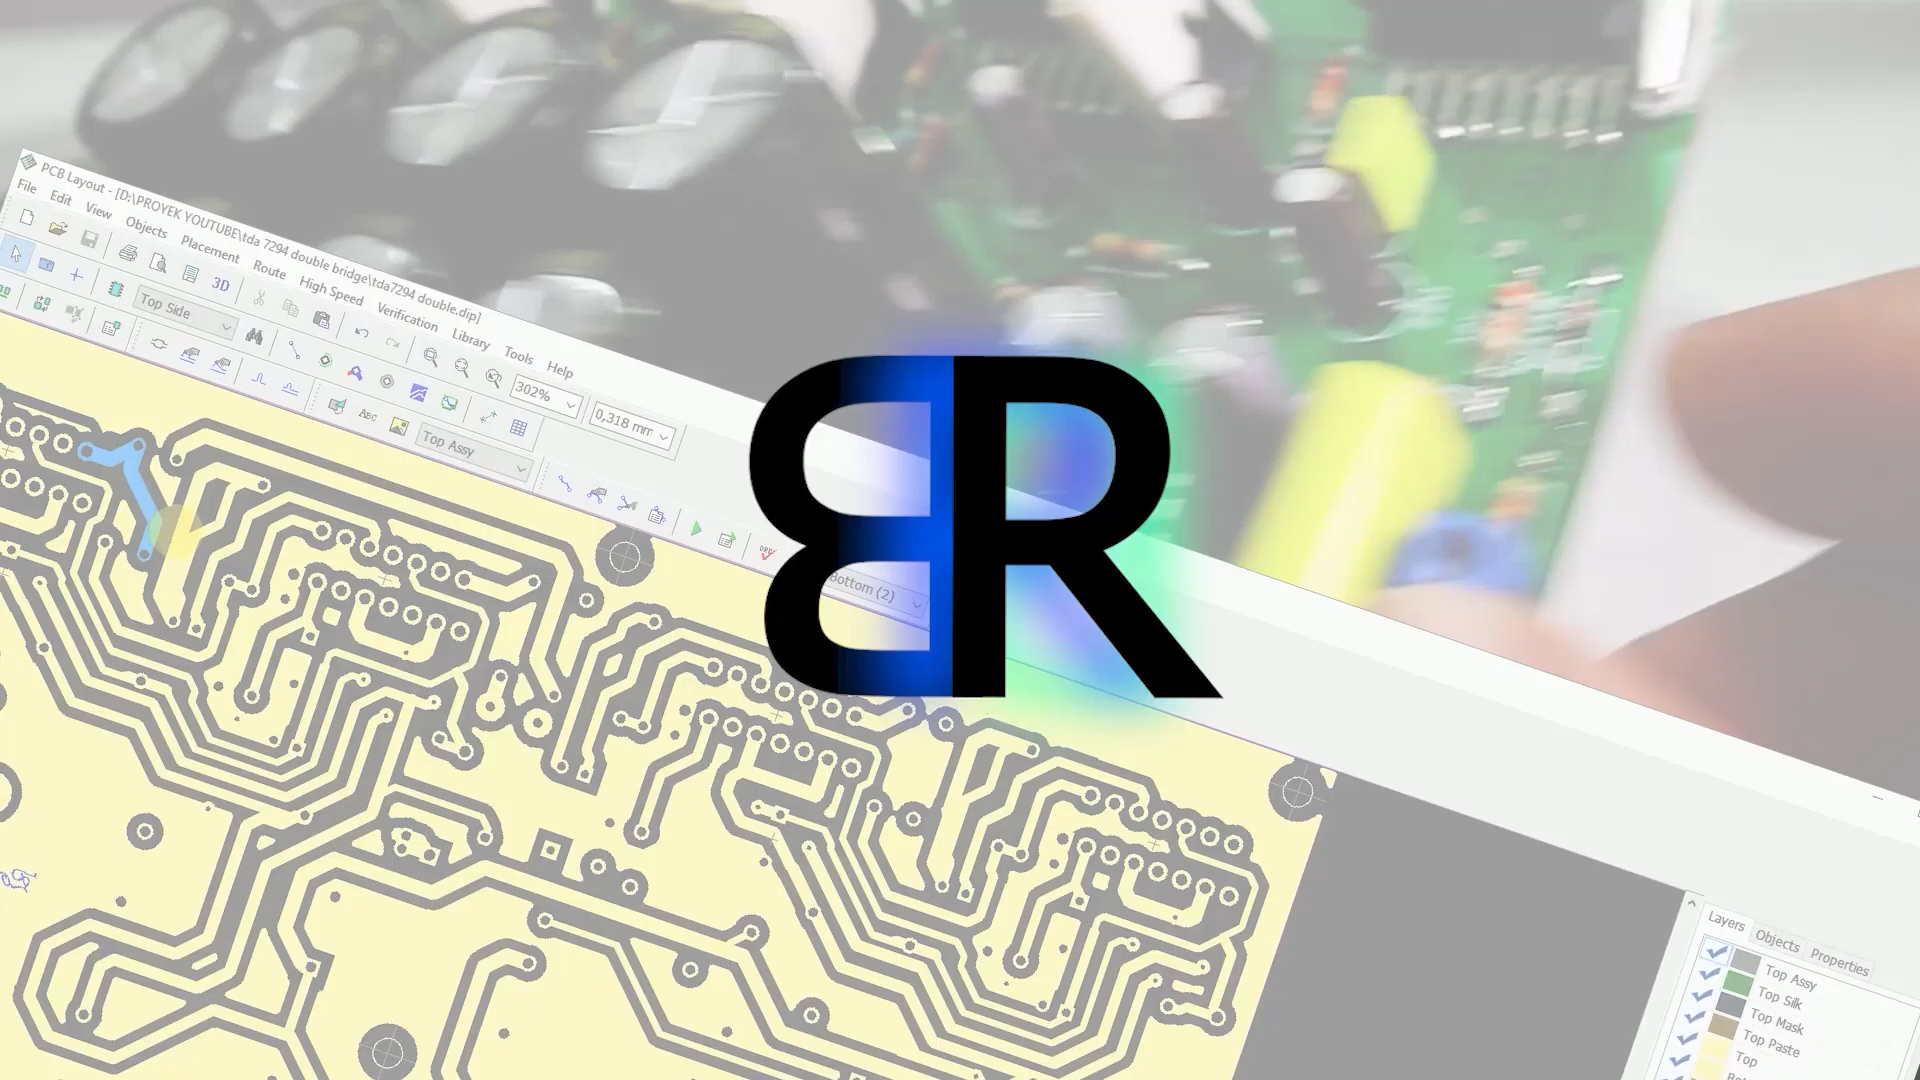 PCB Layout - [D:\PROYEK YOUTUBE\tda 7294 double bridge\tda7294 double.dip]
File Edit View Objects Placement Route High Speed Verification Library Tools Help
3D
Top Side
302%
0,318 mm
ABC
Top Assy
Bottom (2)
BR
Layers Objects Properties
Top Assy
Top Silk
Top Mask
Top Paste
Top